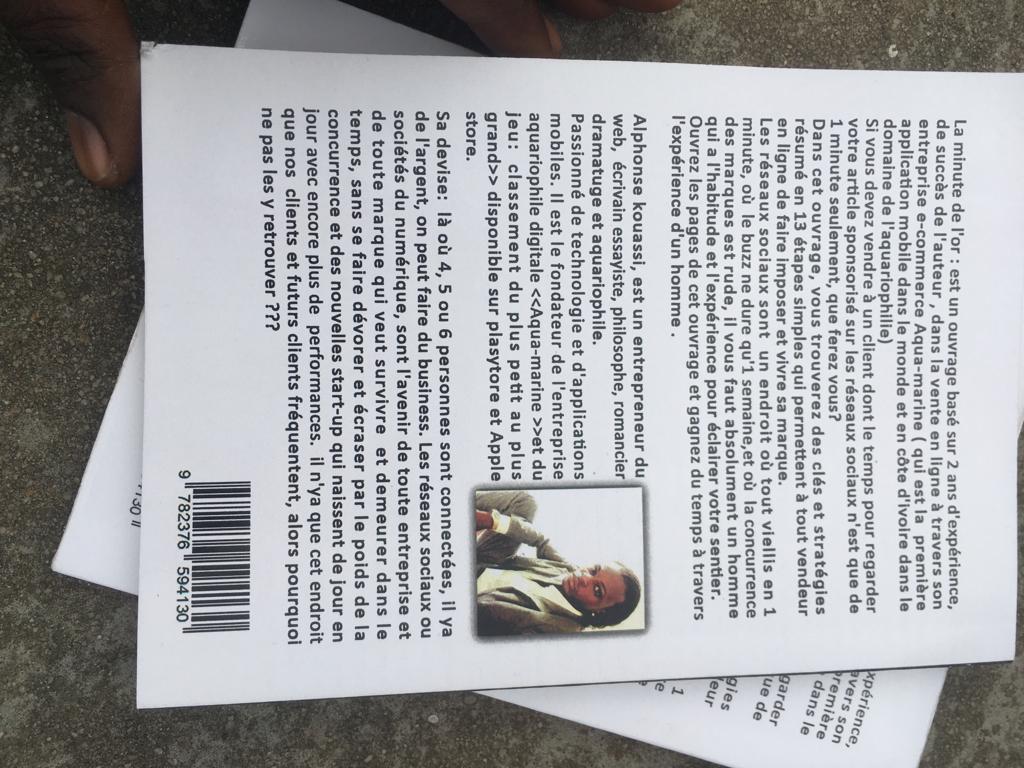 La minute de l'or : est un ouvrage basé sur 2 ans d'expérience,
de succès de l'auteur , dans la vente en ligne à travers son
entreprise e-commerce Aqua-marine ( qui est la première
application mobile dans le monde et en côte d'ivoire dans le
domaine de l'aquariophilie)
Si vous devez vendre à un client dont le temps pour regarder
votre article sponsorisé sur les réseaux sociaux n'est que de
1 minute seulement, que ferez vous?
Dans cet ouvrage, vous trouverez des clés et stratégies
résumé en 13 étapes simples qui permettent à tout vendeur
en ligne de faire imposer et vivre sa marque.
Les réseaux sociaux sont un endroit où tout viellis en 1
minute, où le buzz ne dure qu'1 semaine,et où la concurrence
des marques est rude, il vous faut absolument un homme
qui a l'habitude et l'expérience pour éclairer votre sentier.
Ouvrez les pages de cet ouvrage et gagnez du temps à travers
l'expérience d'un homme .
Alphonse kouassi, est un entrepreneur du
web, écrivain essayiste, philosophe, romancier
dramatuge et aquariophile.
Passionné de technologie et d'applications
mobiles. Il est le fondateur de l'entreprise
aquariophile digitale <<Aqua-marine >>et du
jeu: classement du plus petit au plus
grand>> disponible sur plasytore et Apple
store.
Sa devise: là où 4, 5 ou 6 personnes sont connectées, il ya
de l'argent, on peut faire du business. Les réseaux sociaux ou
sociétés du numérique, sont l'avenir de toute entreprise et
de toute marque qui veut survivre et demeurer dans le
temps, sans se faire dévorer et écraser par le poids de la
concurrence et des nouvelles start-up qui naissent de jour en
jour avec encore plus de performances. il n'ya que cet endroit
que nos clients et futurs clients fréquentent, alors pourquoi
ne pas les y retrouver ???
9 782376 594130
xpérience,
avers son
première
dans le
garder
ue de
gies
eur
1